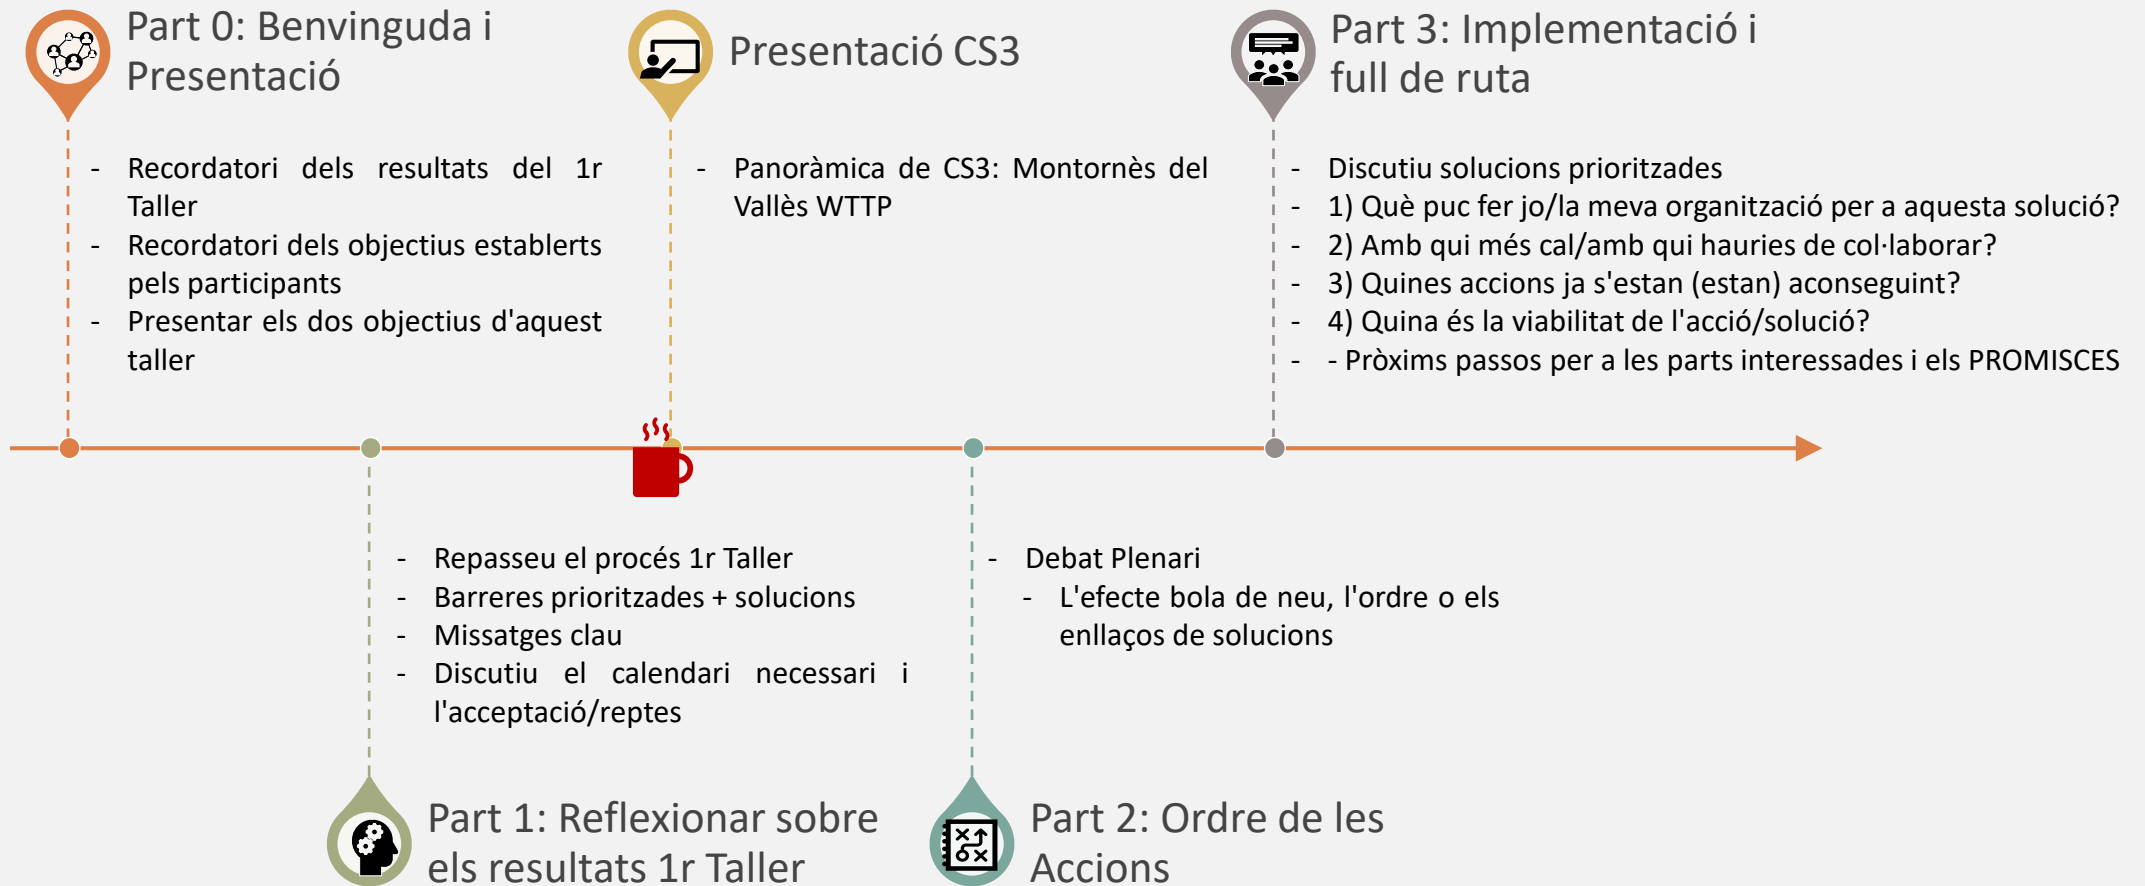 Part 0: Benvinguda i
Presentació
- Recordatori dels resultats del 1r
Taller
- Recordatori dels objectius establerts
pels participants
- Presentar els dos objectius d'aquest
taller
- Repasseu el procés 1r Taller
- Barreres prioritzades + solucions
- Missatges clau
- Discutiu el calendari necessari i
l'acceptació/reptes
Part 1: Reflexionar sobre
els resultats 1r Taller
Presentació CS3
- Panoràmica de CS3: Montornès del
Vallès WTTP
- Debat Plenari
- L'efecte bola de neu, l'ordre o els
enllaços de solucions
Part 2: Ordre de les
Accions
Part 3: Implementació i
full de ruta
- Discutiu solucions prioritzades
- 1) Què puc fer jo/la meva organització per a aquesta solució?
- 2) Amb qui més cal/amb qui hauries de col·laborar?
- 3) Quines accions ja s'estan (estan) aconseguint?
- 4) Quina és la viabilitat de l'acció/solució?
- - Pròxims passos per a les parts interessades i els PROMISCES